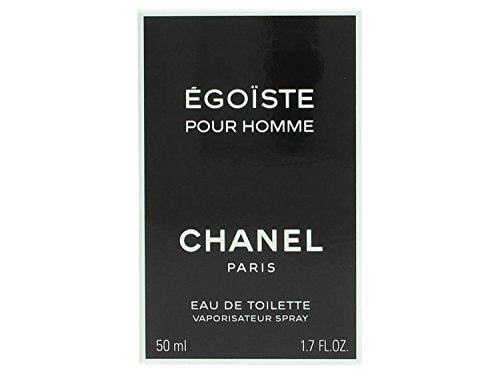 ÉGOÏSTE
POUR HOMME
CHANEL
PARIS
EAU DE TOILETTE
VAPORISATEUR SPRAY
50 ml 1.7 FL.OZ.